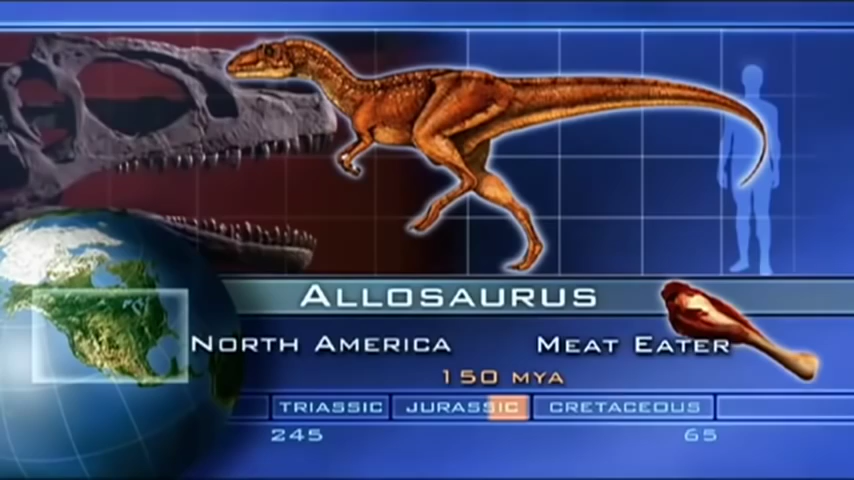 ALLOSAURUS
NORTH AMERICA MEAT EATER
150 MYA
TRIASSIC JURASSIC CRETACEOUS
245 65